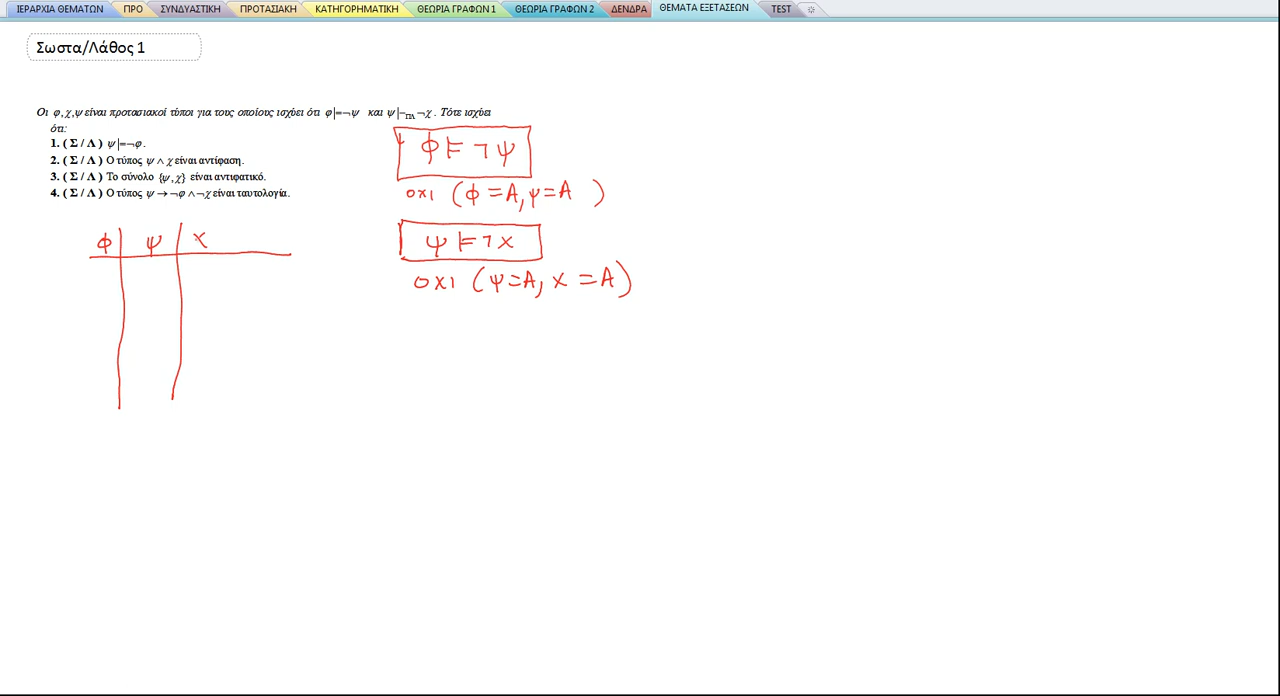 ΙΕΡΑΡΧΙΑ ΘΕΜΑΤΩΝ ΠΡΟ ΣΥΝΔΥΑΣΤΙΚΗ ΠΡΟΤΑΣΙΑΚΗ ΚΑΤΗΓΟΡΗΜΑΤΙΚΗ ΘΕΩΡΙΑ ΓΡΑΦΩΝ 1 ΘΕΩΡΙΑ ΓΡΑΦΩΝ 2 ΔΕΝΔΡΑ ΘΕΜΑΤΑ ΕΞΕΤΑΣΕΩΝ TEST
Σωστα/Λάθος 1
Οι φ,χ,ψ είναι προτασιακοί τύποι για τους οποίους ισχύει ότι φ|=¬ψ και ψ|−ΠΛ ¬χ. Τότε ισχύει
ότι:
1. ( Σ / Λ ) ψ|=¬φ.
2. ( Σ / Λ ) Ο τύπος ψ ∧ χ είναι αντίφαση.
3. ( Σ / Λ ) Το σύνολο {ψ,χ} είναι αντιφατικό.
4. ( Σ / Λ ) Ο τύπος ψ → ¬φ ∧ ¬χ είναι ταυτολογία.
φ ⊨ ¬ψ
οχι (φ=Α, ψ=Α )
ψ ⊨ ¬χ
οχι (ψ=Α, χ=Α)
φ ψ χ